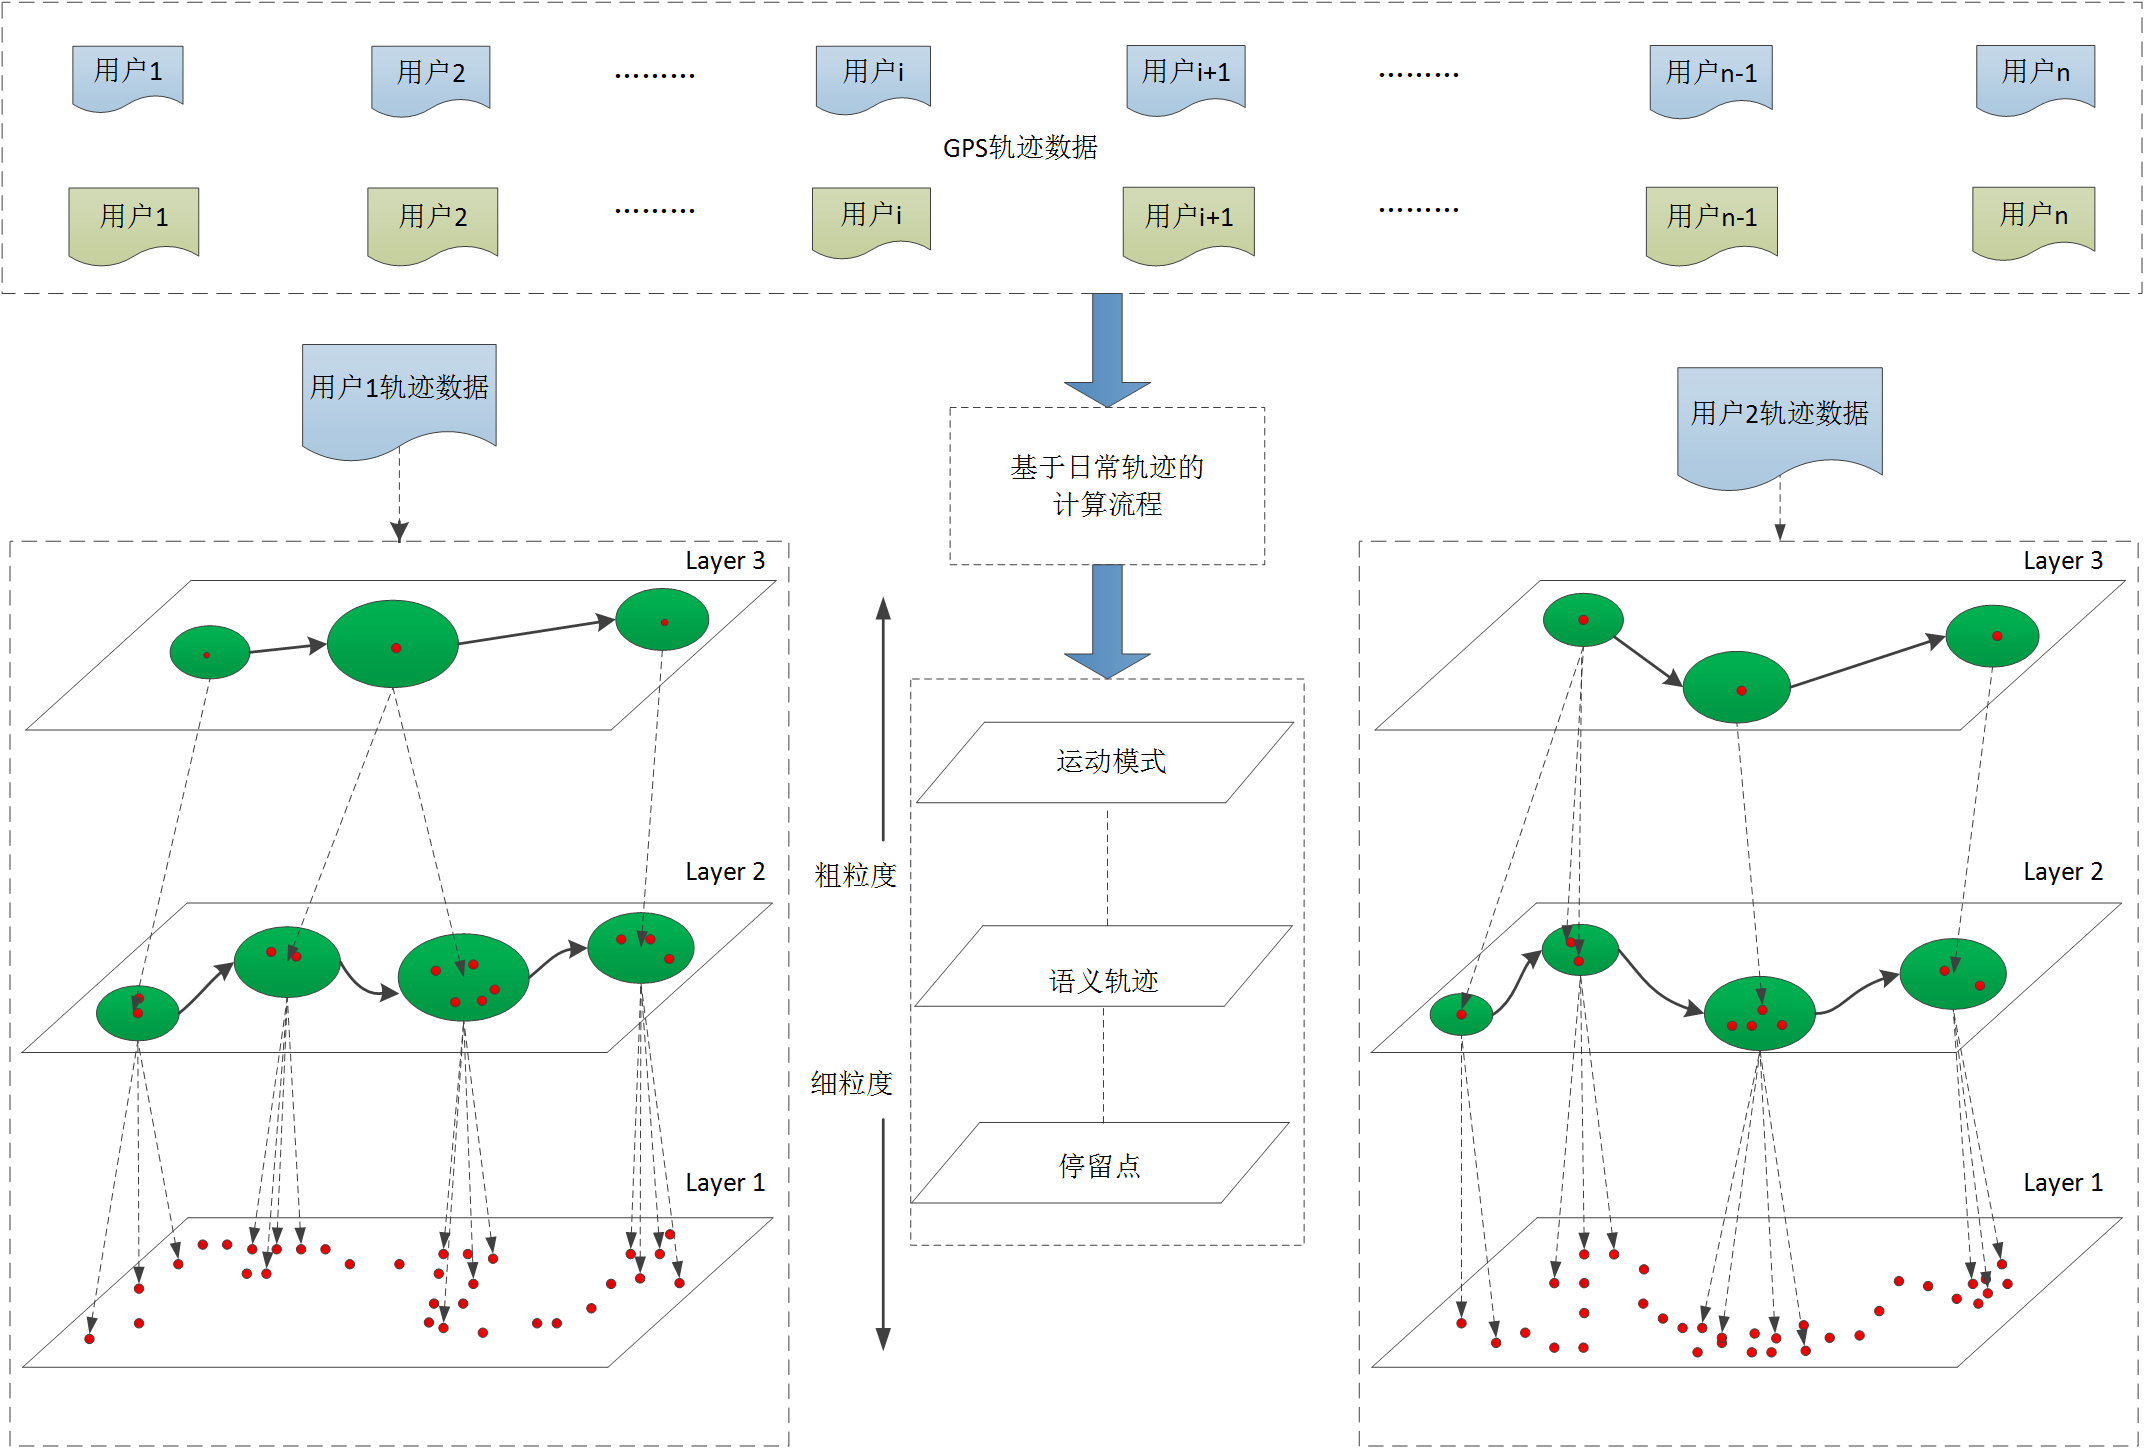 用户1
用户2
………
用户i
用户i+1
………
用户n-1
用户n
GPS轨迹数据
用户1
用户2
………
用户i
用户i+1
………
用户n-1
用户n
用户1轨迹数据
基于日常轨迹的
计算流程
用户2轨迹数据
Layer 3
Layer 2
Layer 1
粗粒度
细粒度
运动模式
语义轨迹
停留点
Layer 3
Layer 2
Layer 1